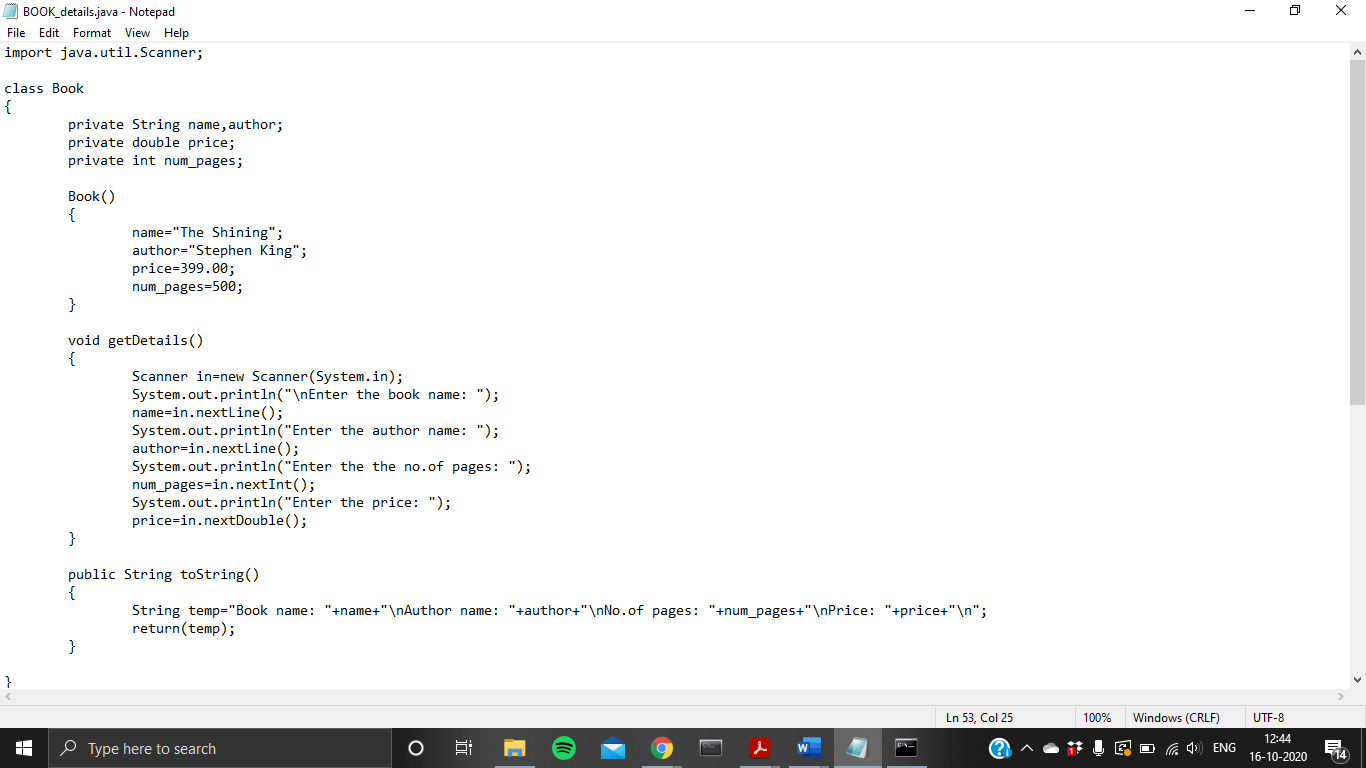 BOOK_details.java - Notepad
File Edit Format View Help
import java.util.Scanner;

class Book
{
        private String name,author;
        private double price;
        private int num_pages;

        Book()
        {
                name="The Shining";
                author="Stephen King";
                price=399.00;
                num_pages=500;
        }

        void getDetails()
        {
                Scanner in=new Scanner(System.in);
                System.out.println("\nEnter the book name: ");
                name=in.nextLine();
                System.out.println("Enter the author name: ");
                author=in.nextLine();
                System.out.println("Enter the the no.of pages: ");
                num_pages=in.nextInt();
                System.out.println("Enter the price: ");
                price=in.nextDouble();
        }

        public String toString()
        {
                String temp="Book name: "+name+"\nAuthor name: "+author+"\nNo.of pages: "+num_pages+"\nPrice: "+price+"\n";
                return(temp);
        }

}
Ln 53, Col 25 100% Windows (CRLF) UTF-8
Type here to search ENG 12:44
16-10-2020 14